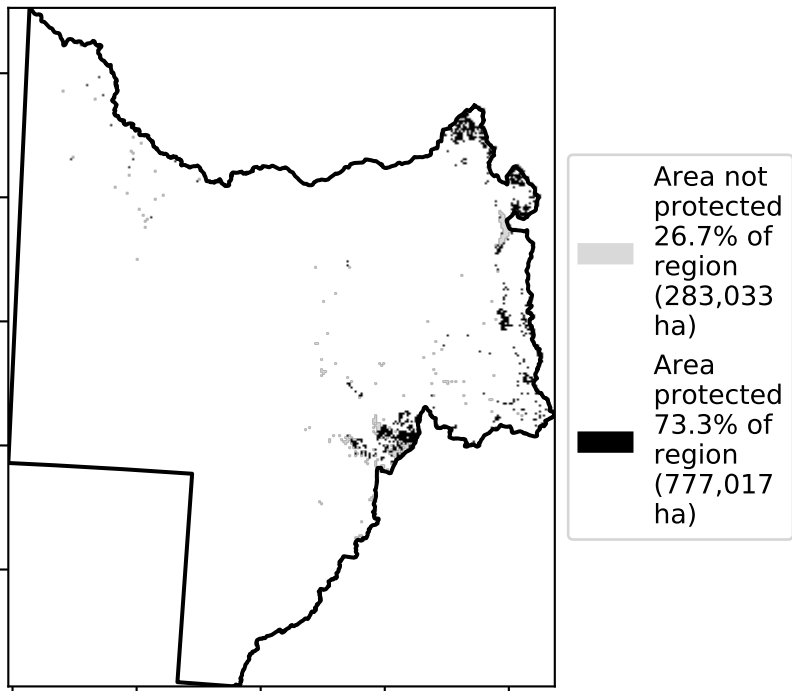 Area not
protected
26.7% of
region
(283,033
ha)
Area
protected
73.3% of
region
(777,017
ha)